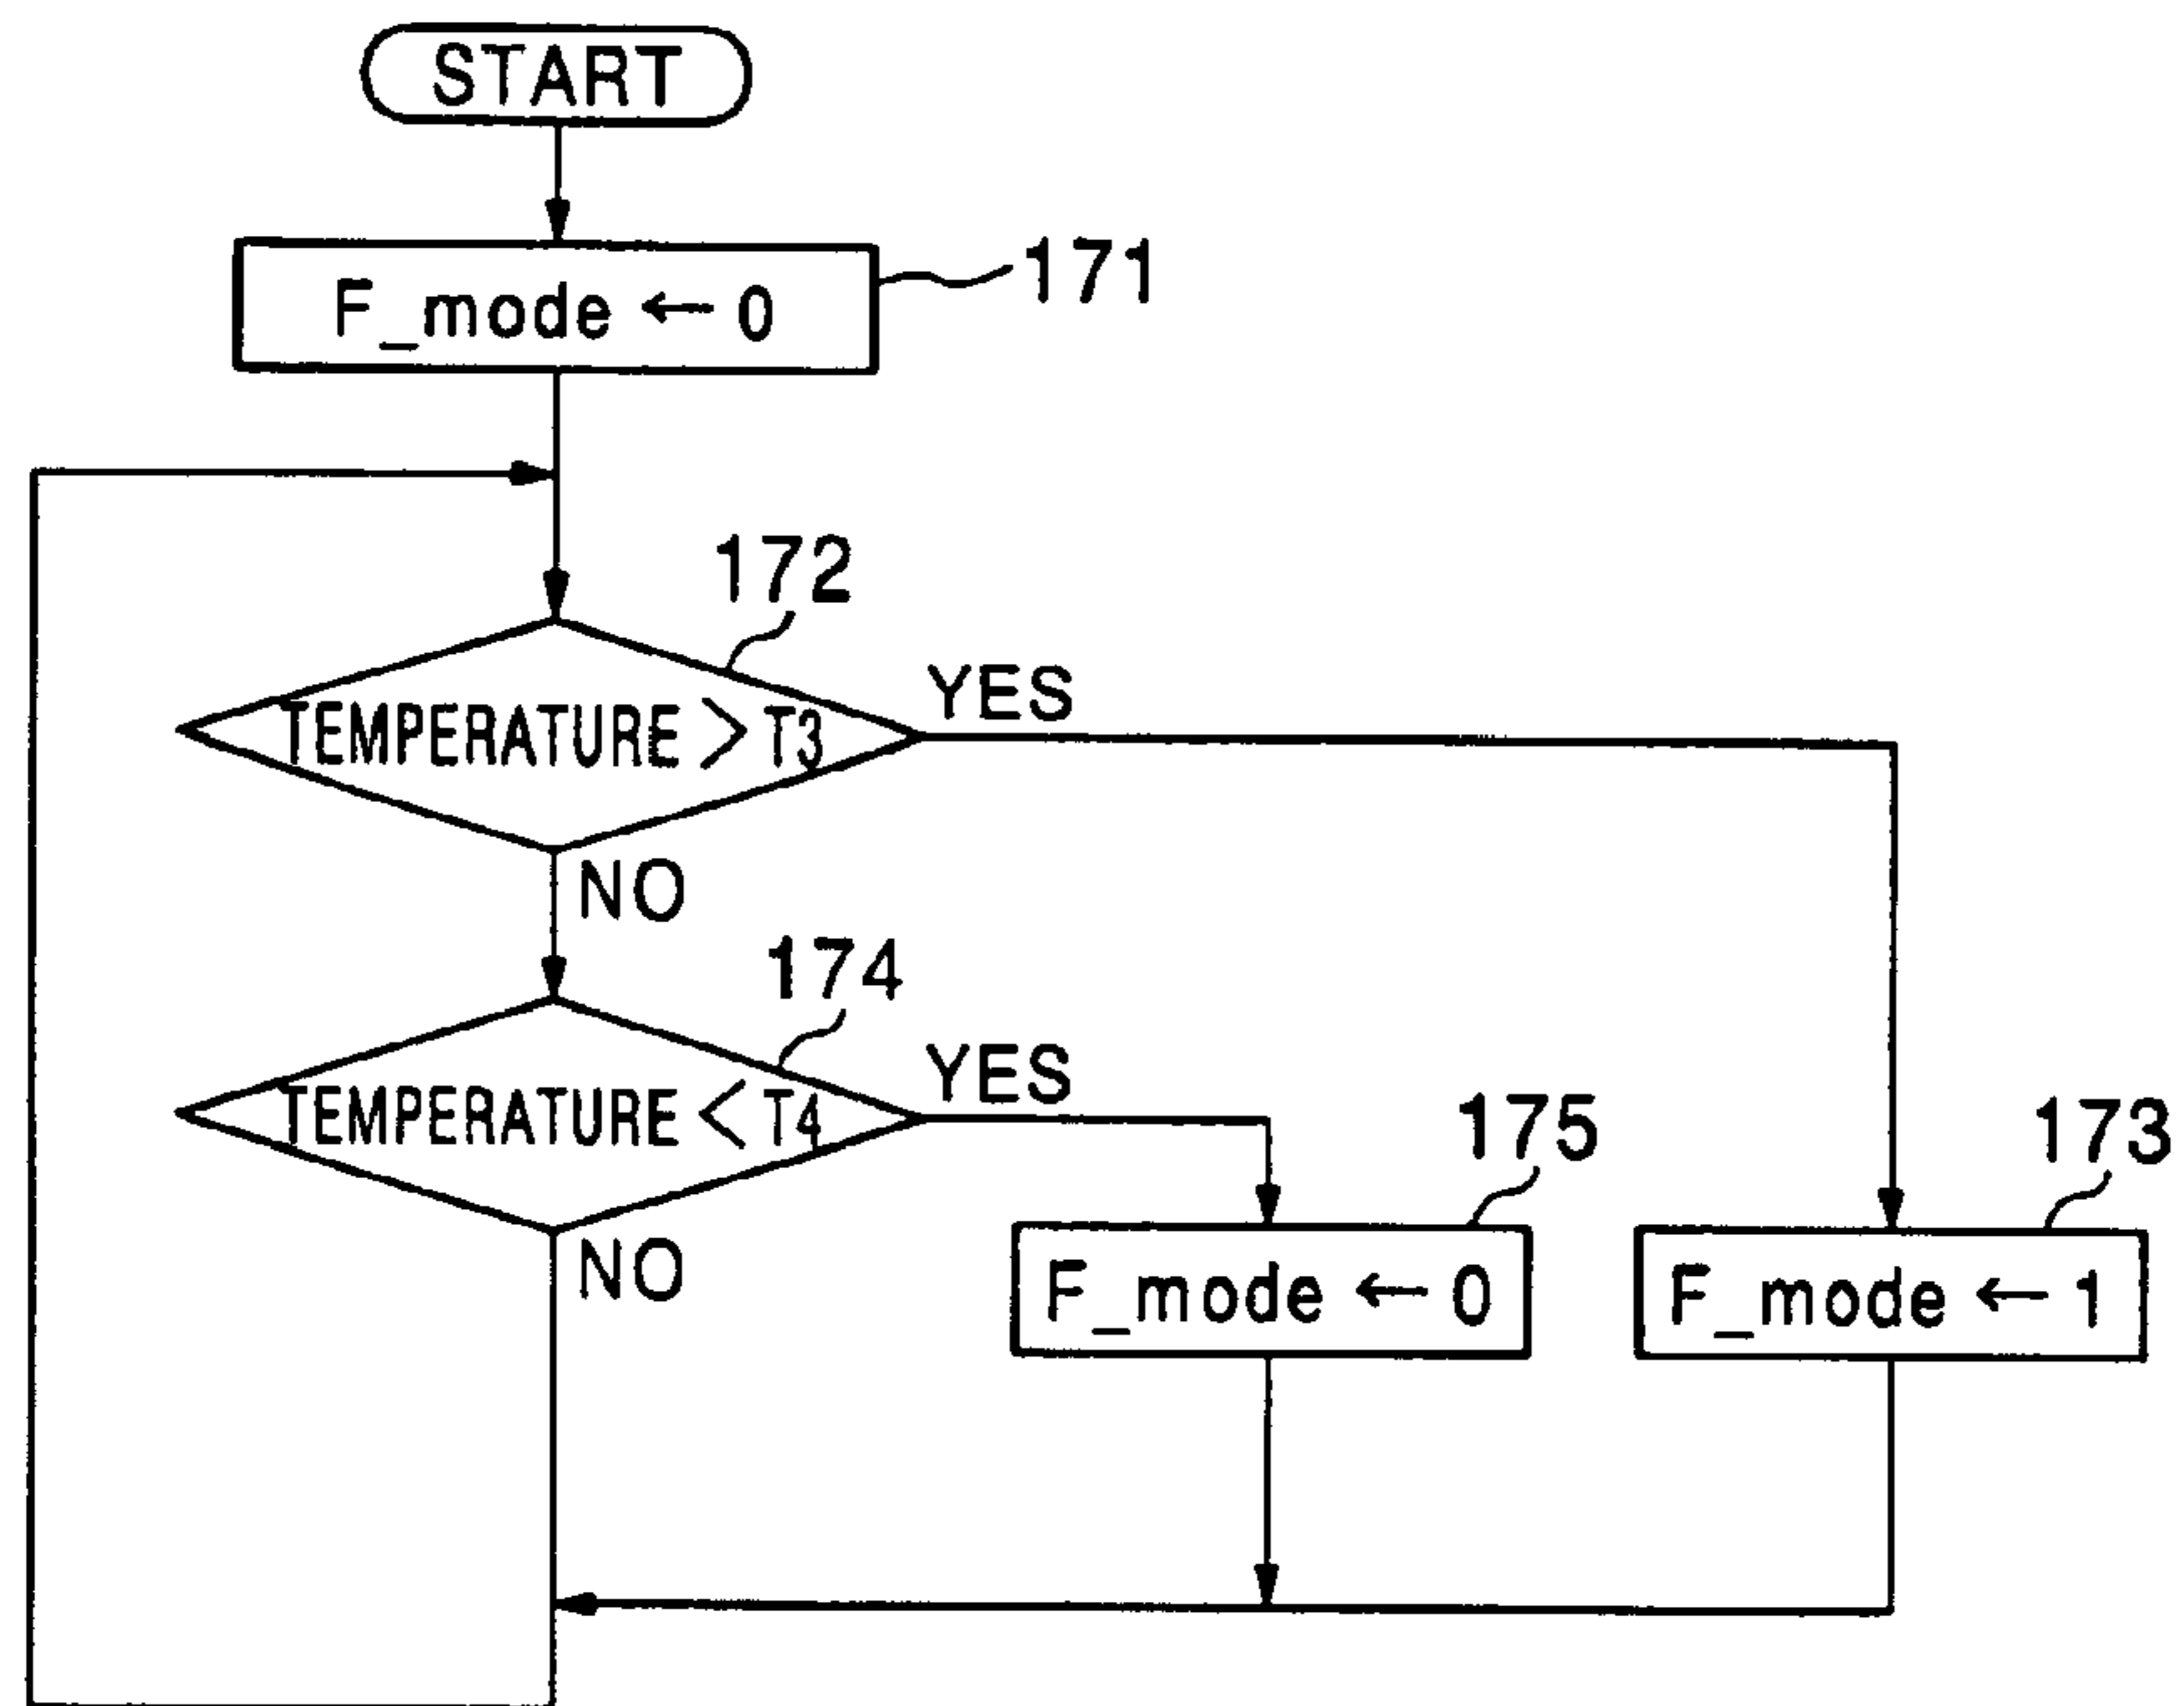 START
F_mode ← 0
171
172
TEMPERATURE > T3
YES
NO
174
TEMPERATURE < T4
YES
NO
175
F_mode ← 0
173
F_mode ← 1